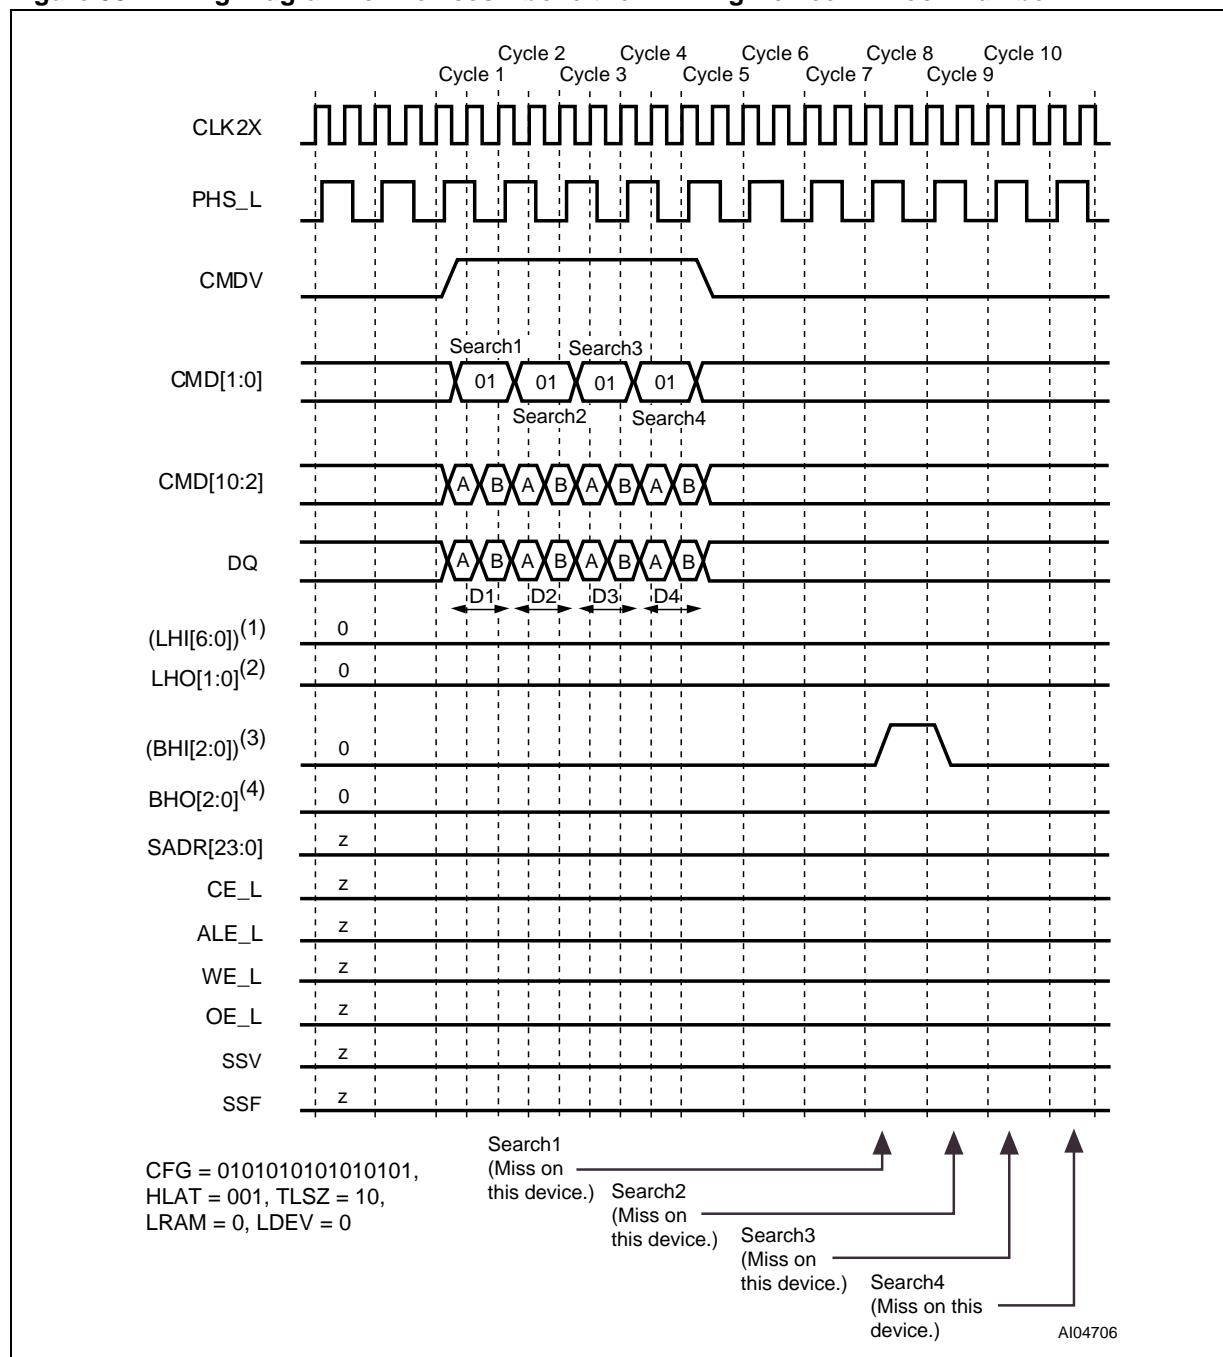 Cycle 2 Cycle 4 Cycle 6 Cycle 8 Cycle 10
Cycle 1 Cycle 3 Cycle 5 Cycle 7 Cycle 9
CLK2X
PHS_L
CMDV
Search1 Search3
CMD[1:0] 01 01 01 01
Search2 Search4
CMD[10:2] A B A B A B A B
DQ A B A B A B A B
D1 D2 D3 D4
(LHI[6:0])(1) 0
LHO[1:0](2) 0
(BHI[2:0])(3) 0
BHO[2:0](4) 0
SADR[23:0] z
CE_L z
ALE_L z
WE_L z
OE_L z
SSV z
SSF z
CFG = 0101010101010101,
HLAT = 001, TLSZ = 10,
LRAM = 0, LDEV = 0
Search1
(Miss on
this device.)
Search2
(Miss on
this device.)
Search3
(Miss on
this device.)
Search4
(Miss on this
device.)
AI04706